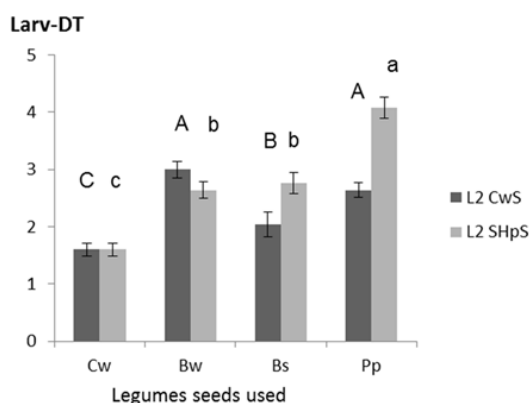 Larv-DT
5
4
3
2
1
0
C c
A b
B b
A a
Cw Bw Bs Pp
Legumes seeds used
L2 CwS
L2 SHpS